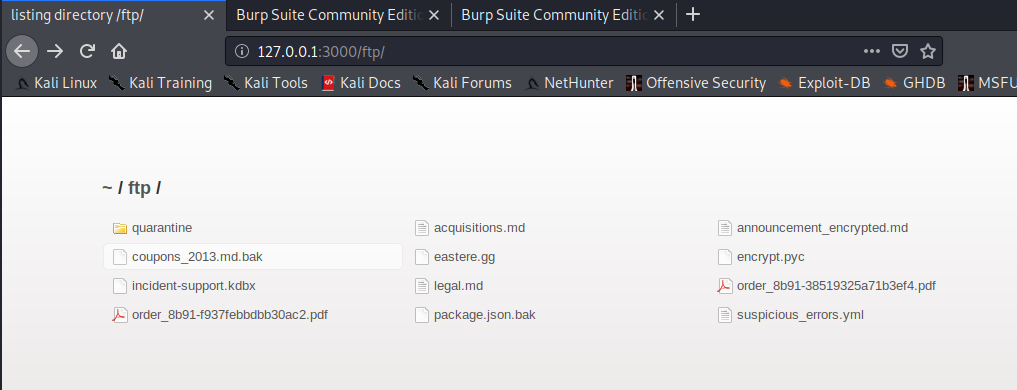 listing directory /ftp/ Burp Suite Community Editio Burp Suite Community Editio
127.0.0.1:3000/ftp/
Kali Linux Kali Training Kali Tools Kali Docs Kali Forums NetHunter Offensive Security Exploit-DB GHDB MSFU
~ / ftp /
quarantine acquisitions.md announcement_encrypted.md
coupons_2013.md.bak eastere.gg encrypt.pyc
incident-support.kdbx legal.md order_8b91-38519325a71b3ef4.pdf
order_8b91-f937febbdbb30ac2.pdf package.json.bak suspicious_errors.yml